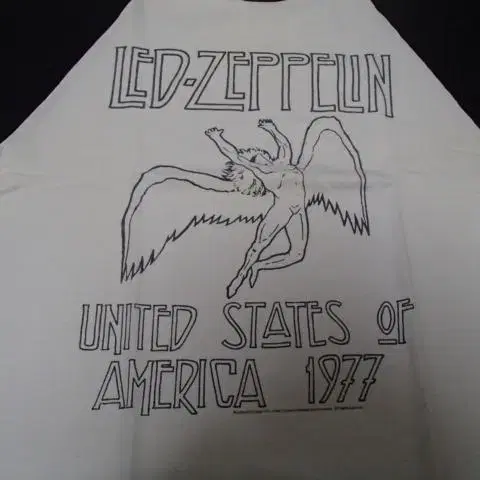 LED-ZEPPELIN
UNITED STATES OF
AMERICA 1977